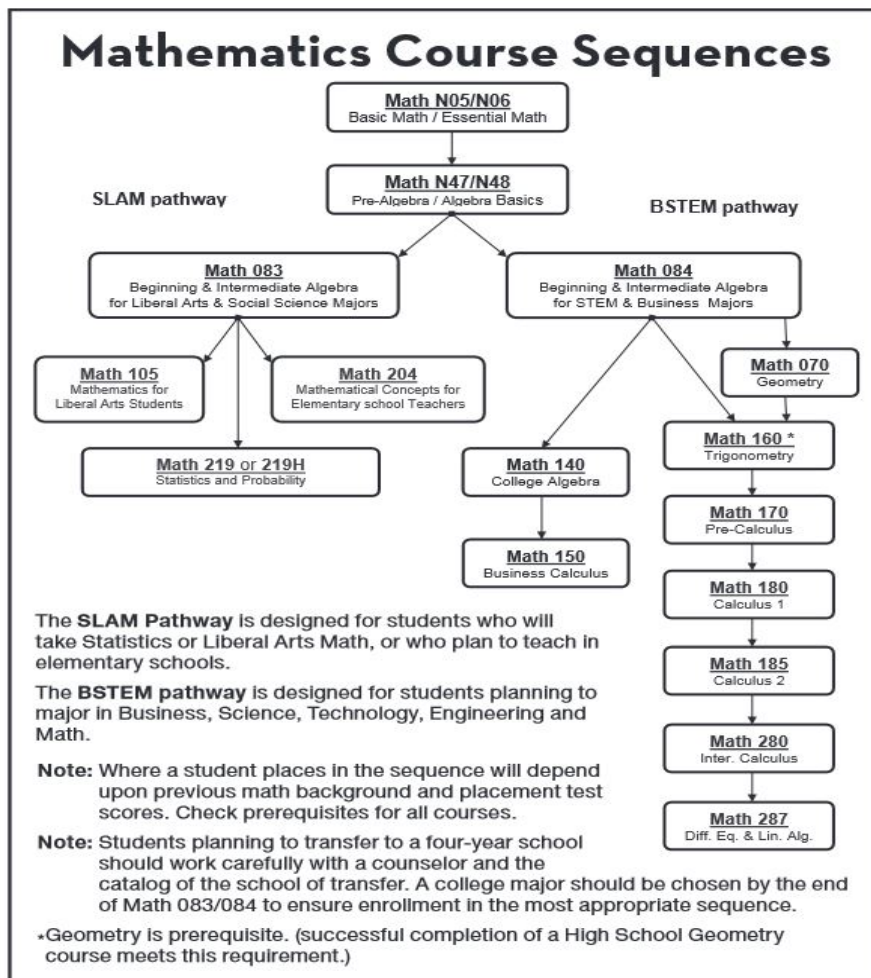 Mathematics Course Sequences
Math N05/N06
Basic Math / Essential Math
Math N47/N48
Pre-Algebra / Algebra Basics
SLAM pathway
BSTEM pathway
Math 083
Beginning & Intermediate Algebra
for Liberal Arts & Social Science Majors
Math 084
Beginning & Intermediate Algebra
for STEM & Business Majors
Math 105
Mathematics for
Liberal Arts Students
Math 204
Mathematical Concepts for
Elementary school Teachers
Math 070
Geometry
Math 219 or 219H
Statistics and Probability
Math 140
College Algebra
Math 160 *
Trigonometry
Math 150
Business Calculus
Math 170
Pre-Calculus
Math 180
Calculus 1
Math 185
Calculus 2
Math 280
Inter. Calculus
Math 287
Diff. Eq. & Lin. Alg.
The SLAM Pathway is designed for students who will
take Statistics or Liberal Arts Math, or who plan to teach in
elementary schools.
The BSTEM pathway is designed for students planning to
major in Business, Science, Technology, Engineering and
Math.
Note: Where a student places in the sequence will depend
upon previous math background and placement test
scores. Check prerequisites for all courses.
Note: Students planning to transfer to a four-year school
should work carefully with a counselor and the
catalog of the school of transfer. A college major should be chosen by the end
of Math 083/084 to ensure enrollment in the most appropriate sequence.
*Geometry is prerequisite. (successful completion of a High School Geometry
course meets this requirement.)